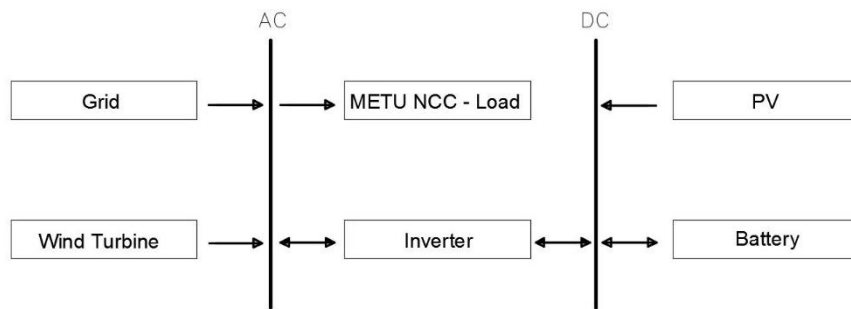 AC
DC
Grid
METU NCC - Load
PV
Wind Turbine
Inverter
Battery